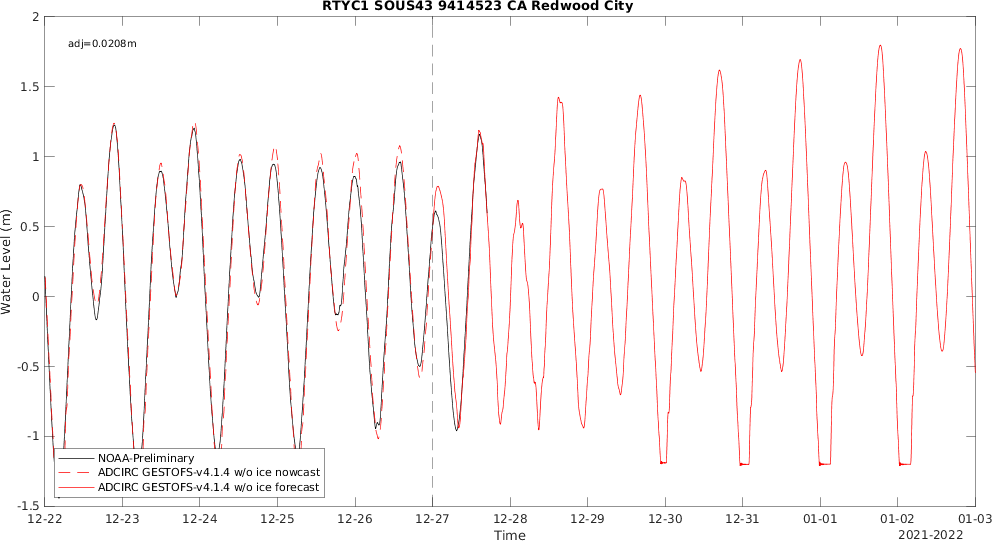 RTYC1 SOUS43 9414523 CA Redwood City
adj=0.0208m
Water Level (m)
2
1.5
1
0.5
0
-0.5
-1
-1.5
NOAA-Preliminary
ADCIRC GESTOFS-v4.1.4 w/o ice nowcast
ADCIRC GESTOFS-v4.1.4 w/o ice forecast
12-22 12-23 12-24 12-25 12-26 12-27 12-28 12-29 12-30 12-31 01-01 01-02 01-03
Time
2021-2022